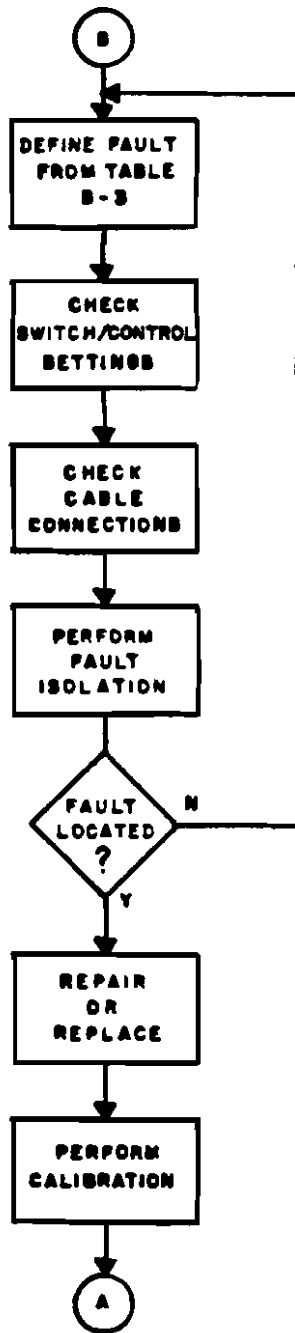 B
DEFINE FAULT
FROM TABLE
5-3
CHECK
SWITCH/CONTROL
SETTINGS
CHECK
CABLE
CONNECTIONS
PERFORM
FAULT
ISOLATION
FAULT
LOCATED
?
N
Y
REPAIR
OR
REPLACE
PERFORM
CALIBRATION
A